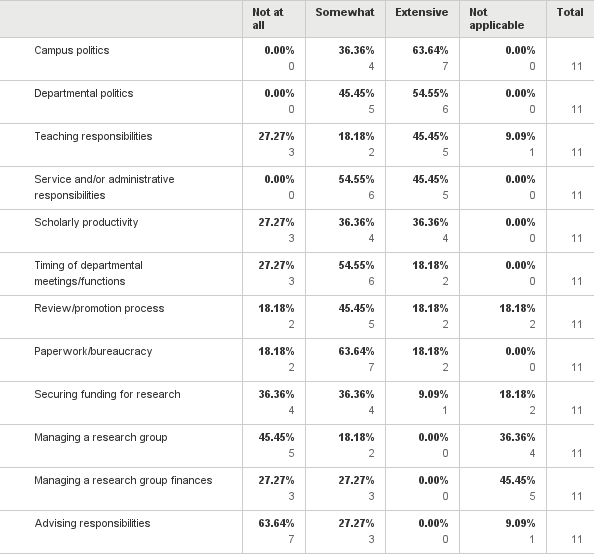 Not at all Somewhat Extensive Not applicable Total
Campus politics 0.00% 36.36% 63.64% 0.00%
0 4 7 0 11
Departmental politics 0.00% 45.45% 54.55% 0.00%
0 5 6 0 11
Teaching responsibilities 27.27% 18.18% 45.45% 9.09%
3 2 5 1 11
Service and/or administrative 0.00% 54.55% 45.45% 0.00%
responsibilities 0 6 5 0 11
Scholarly productivity 27.27% 36.36% 36.36% 0.00%
3 4 4 0 11
Timing of departmental 27.27% 54.55% 18.18% 0.00%
meetings/functions 3 6 2 0 11
Review/promotion process 18.18% 45.45% 18.18% 18.18%
2 5 2 2 11
Paperwork/bureaucracy 18.18% 63.64% 18.18% 0.00%
2 7 2 0 11
Securing funding for research 36.36% 36.36% 9.09% 18.18%
4 4 1 2 11
Managing a research group 45.45% 18.18% 0.00% 36.36%
5 2 0 4 11
Managing a research group finances 27.27% 27.27% 0.00% 45.45%
3 3 0 5 11
Advising responsibilities 63.64% 27.27% 0.00% 9.09%
7 3 0 1 11